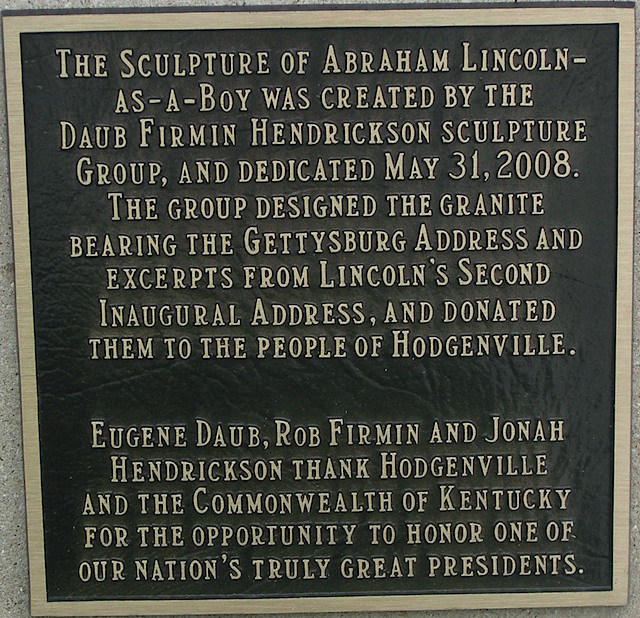 The Sculpture of Abraham Lincoln-
as-a-Boy was created by the
Daub Firmin Hendrickson sculpture
Group, and dedicated May 31, 2008.
The group designed the granite
bearing the Gettysburg Address and
excerpts from Lincoln's Second
Inaugural Address, and donated
them to the people of Hodgenville.
Eugene Daub, Rob Firmin and Jonah
Hendrickson thank Hodgenville
and the Commonwealth of Kentucky
for the opportunity to honor one of
our nation's truly great presidents.